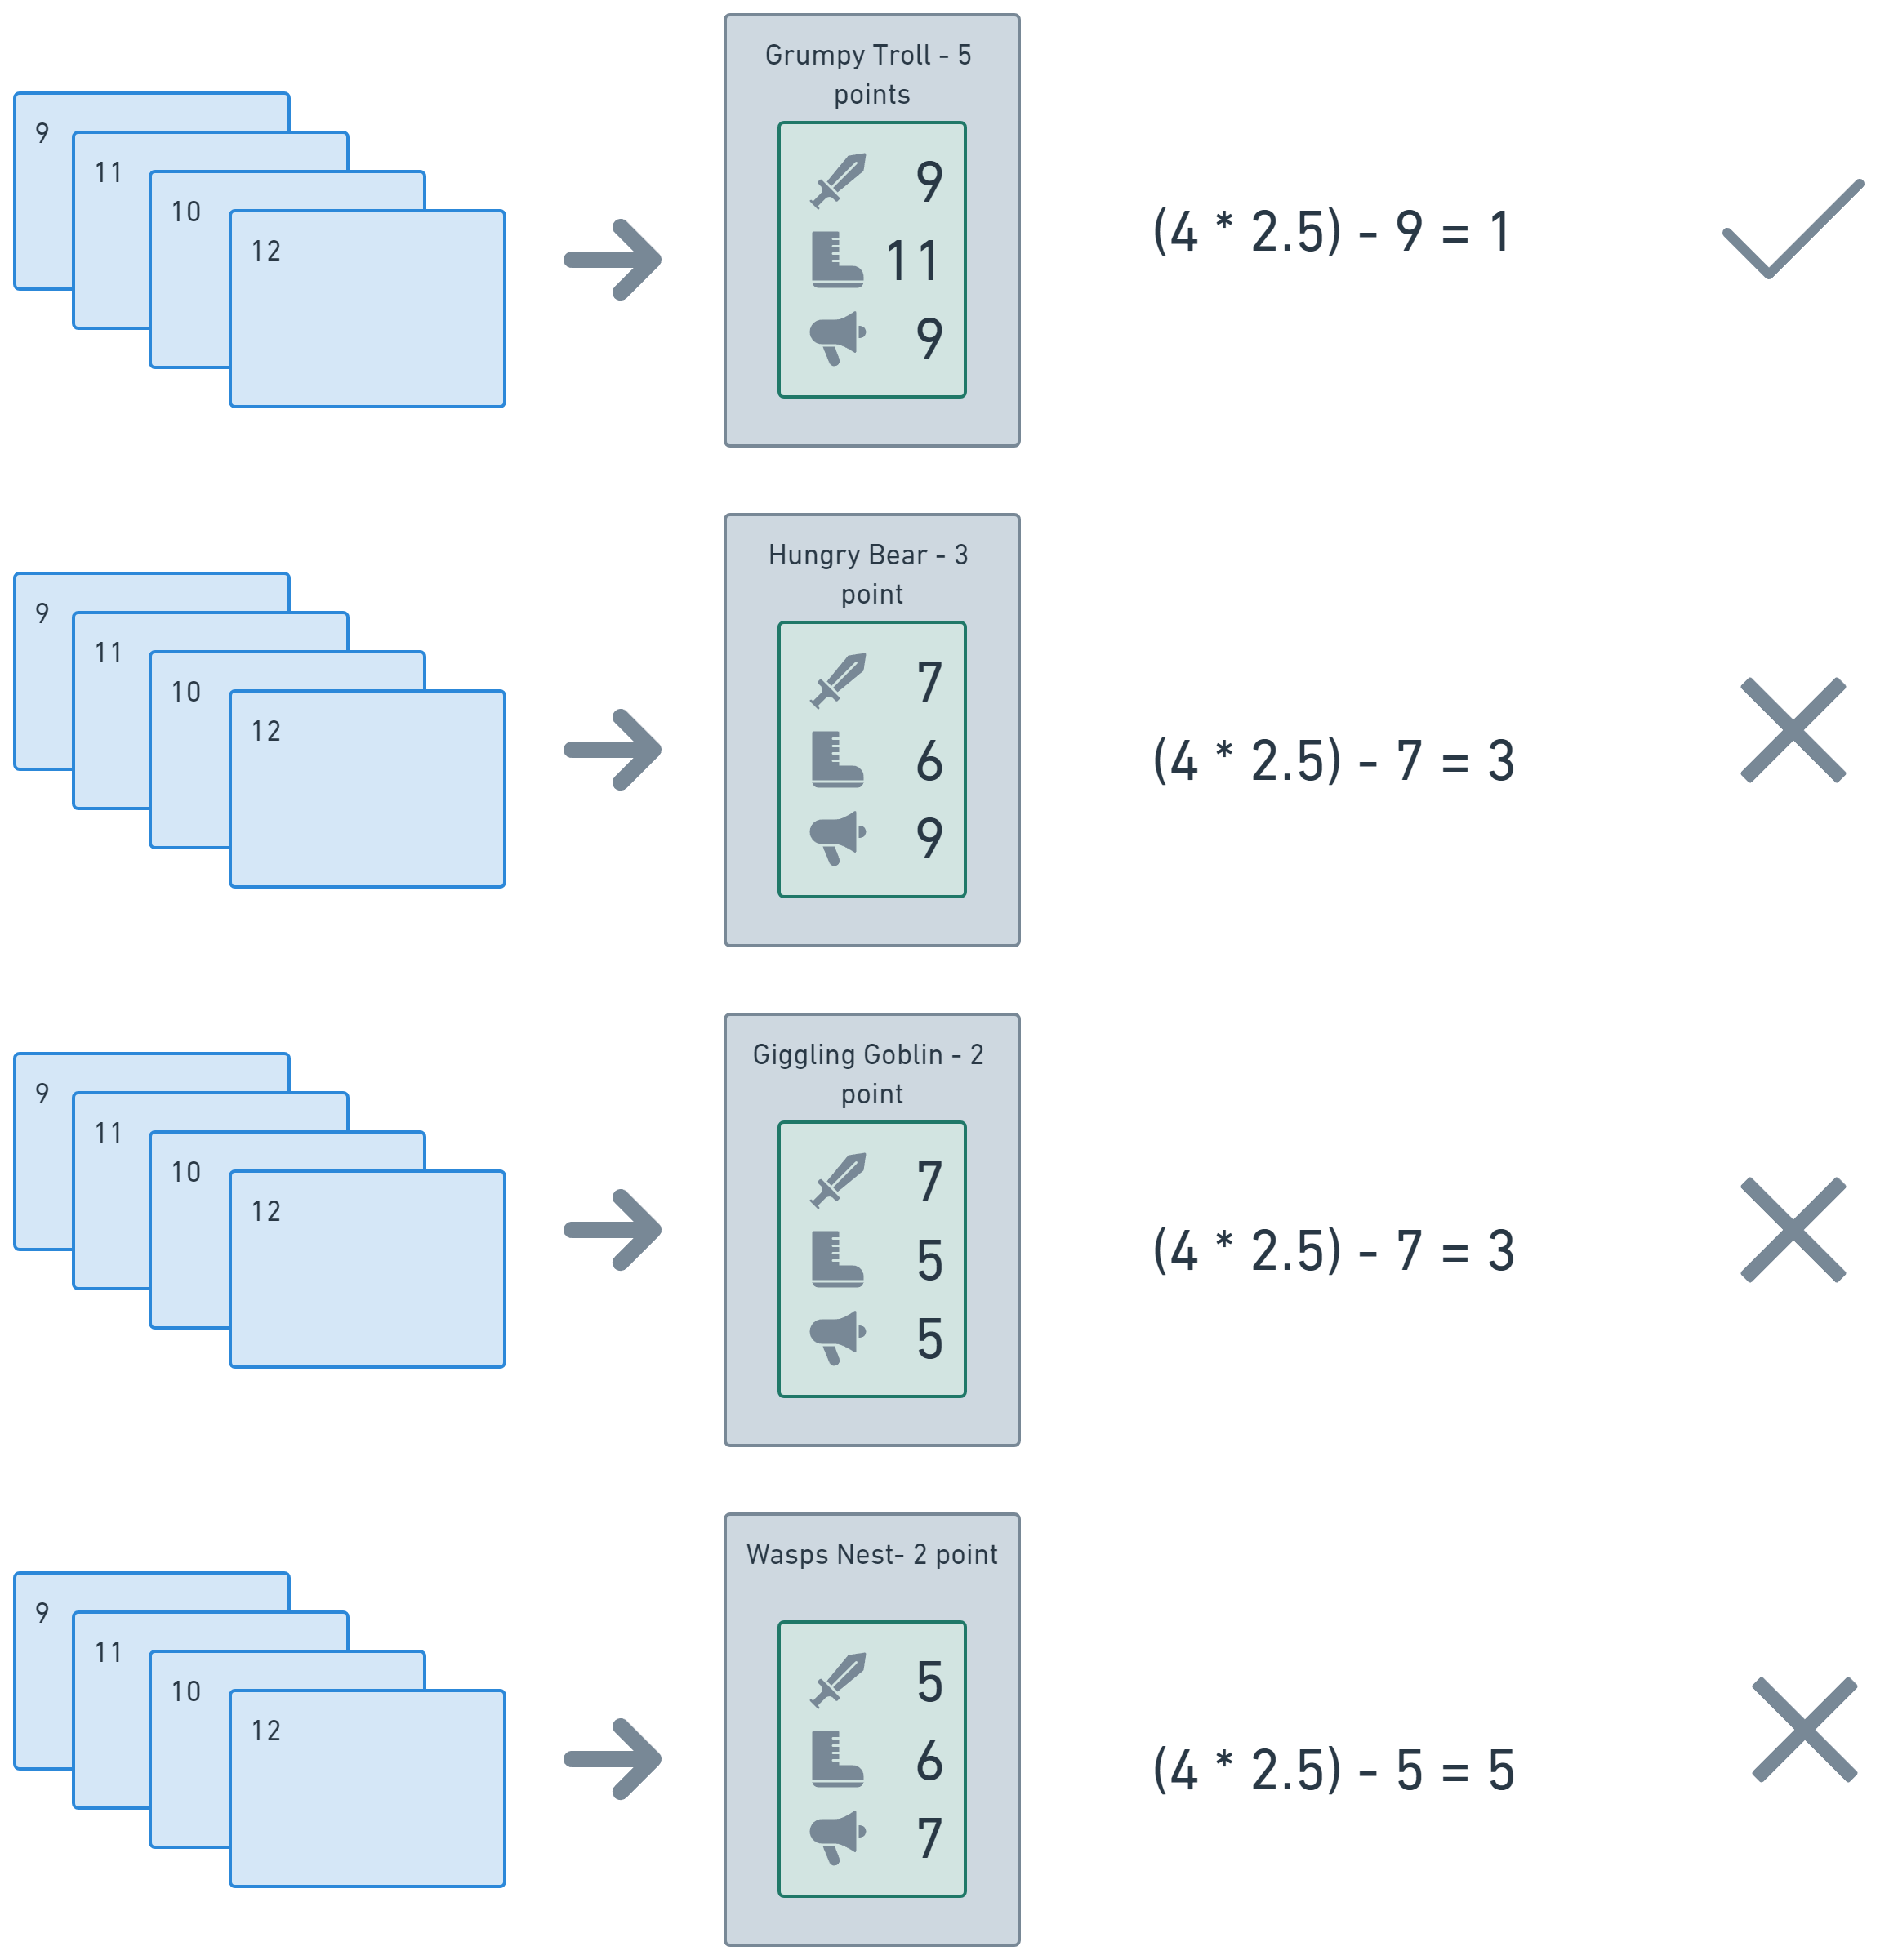 9
11
10
12
Grumpy Troll - 5
points
9
11
9
(4 * 2.5) - 9 = 1
9
11
10
12
Hungry Bear - 3
point
7
6
9
(4 * 2.5) - 7 = 3
9
11
10
12
Giggling Goblin - 2
point
7
5
5
(4 * 2.5) - 7 = 3
9
11
10
12
Wasps Nest- 2 point
5
6
7
(4 * 2.5) - 5 = 5